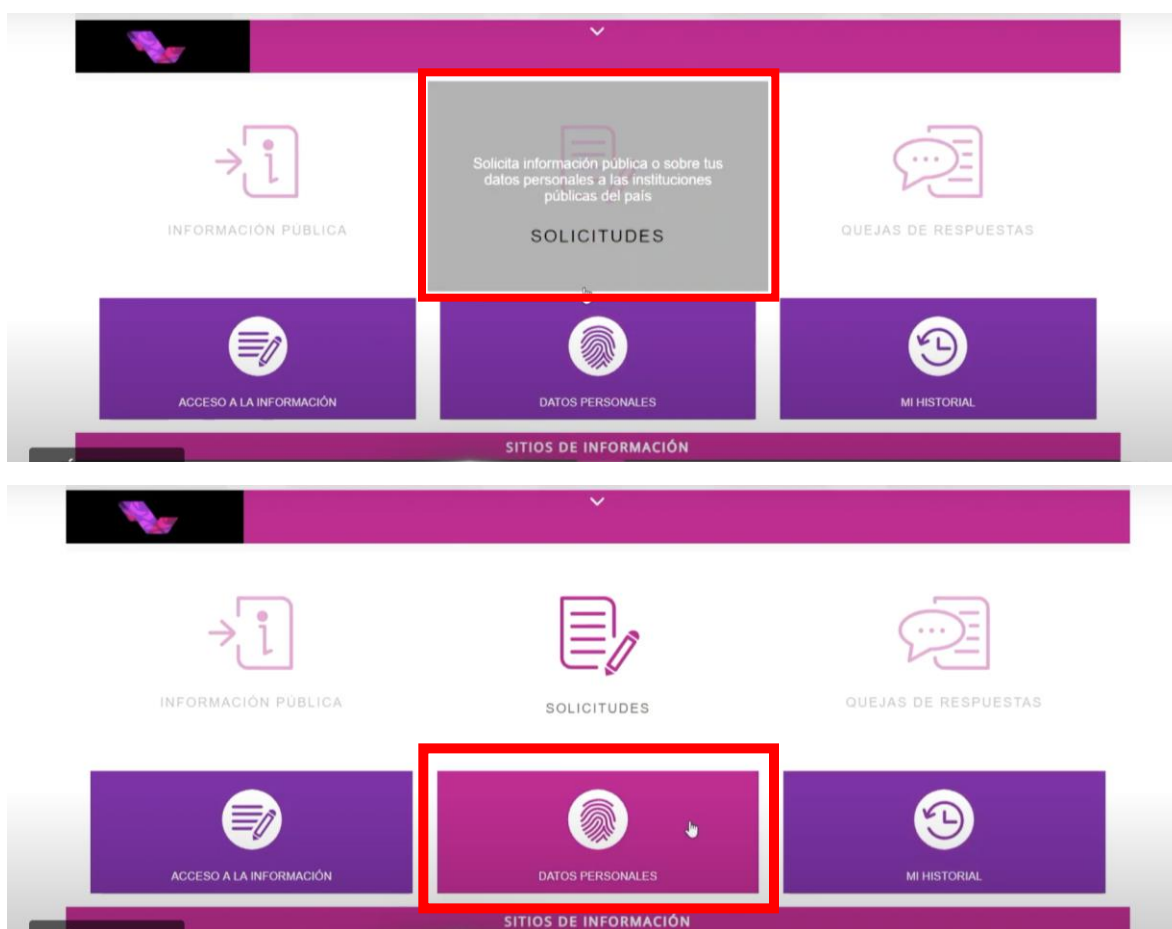 Solicita información pública o sobre tus
datos personales a las instituciones
públicas del país
INFORMACIÓN PÚBLICA
SOLICITUDES
QUEJAS DE RESPUESTAS
ACCESO A LA INFORMACIÓN
DATOS PERSONALES
MI HISTORIAL
SITIOS DE INFORMACIÓN
INFORMACIÓN PÚBLICA
SOLICITUDES
QUEJAS DE RESPUESTAS
ACCESO A LA INFORMACIÓN
DATOS PERSONALES
MI HISTORIAL
SITIOS DE INFORMACIÓN